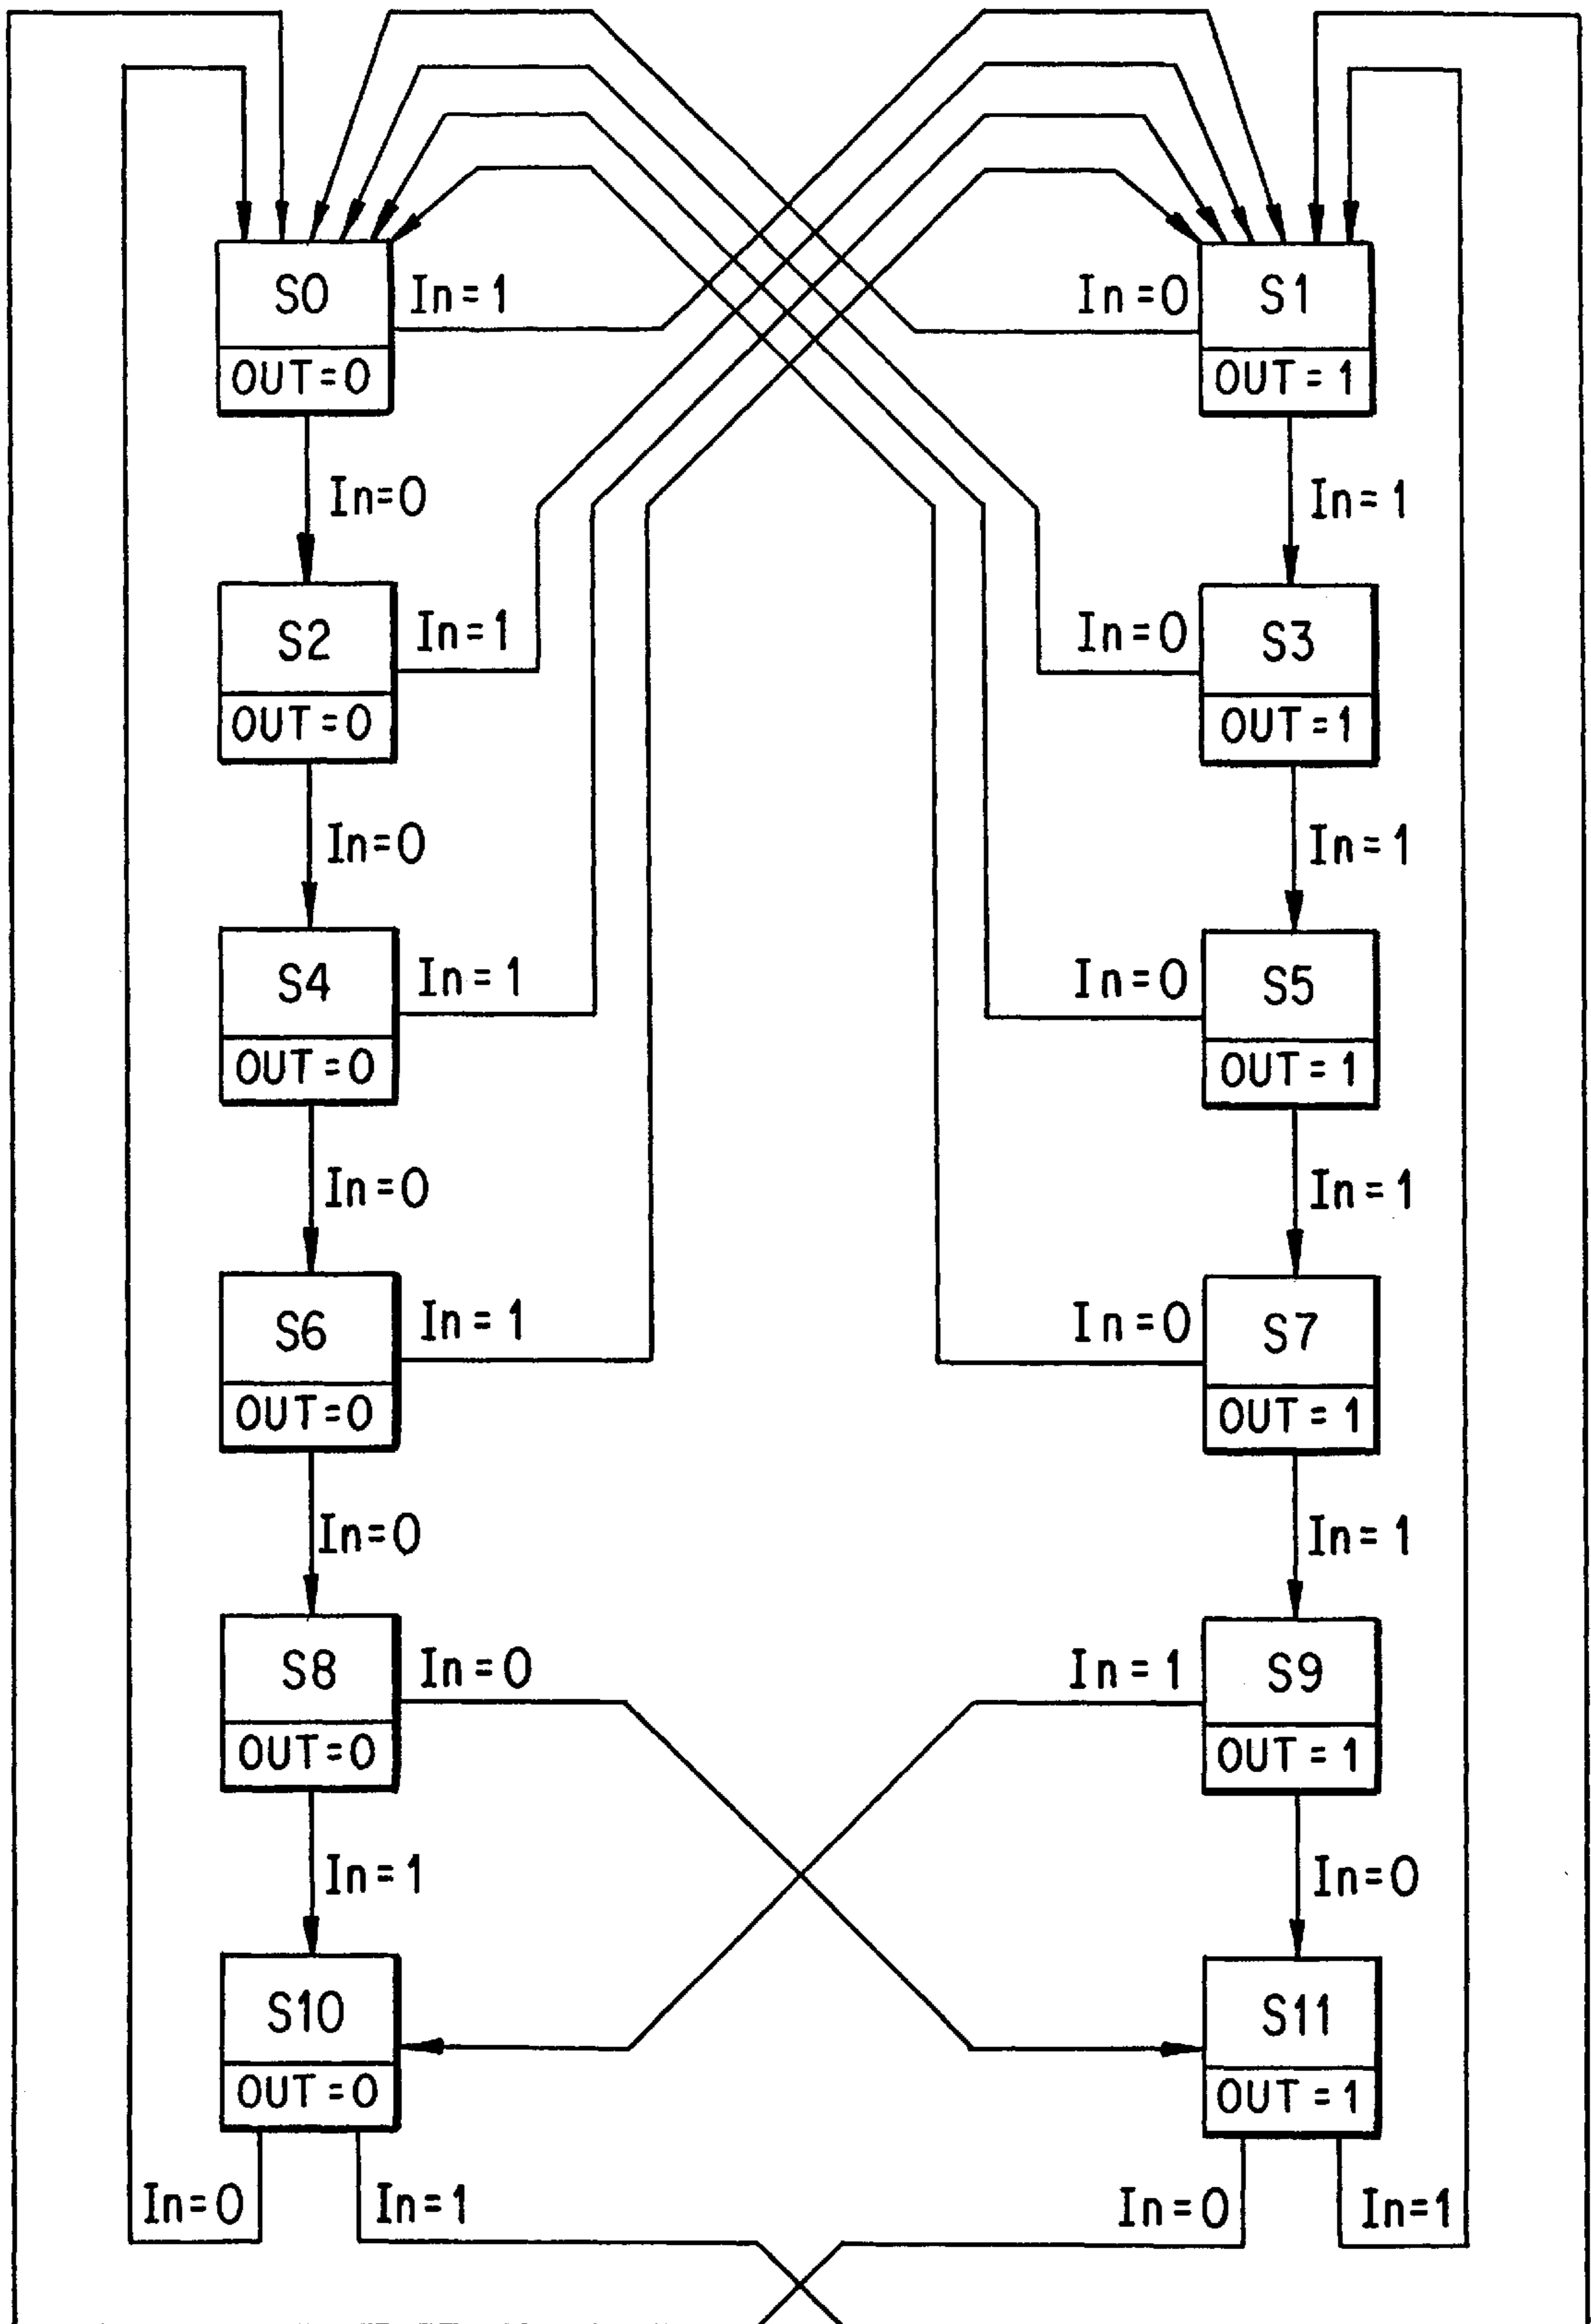 S0
In=1
OUT=0
In=0
S1
OUT=1
In=0
In=1
S2
In=1
OUT=0
In=0
S3
OUT=1
In=0
In=1
S4
In=1
OUT=0
In=0
S5
OUT=1
In=0
In=1
S6
In=1
OUT=0
In=0
S7
OUT=1
In=0
In=1
S8
In=0
OUT=0
In=1
S9
OUT=1
In=1
In=0
S10
OUT=0
In=0
In=1
S11
OUT=1
In=0
In=1